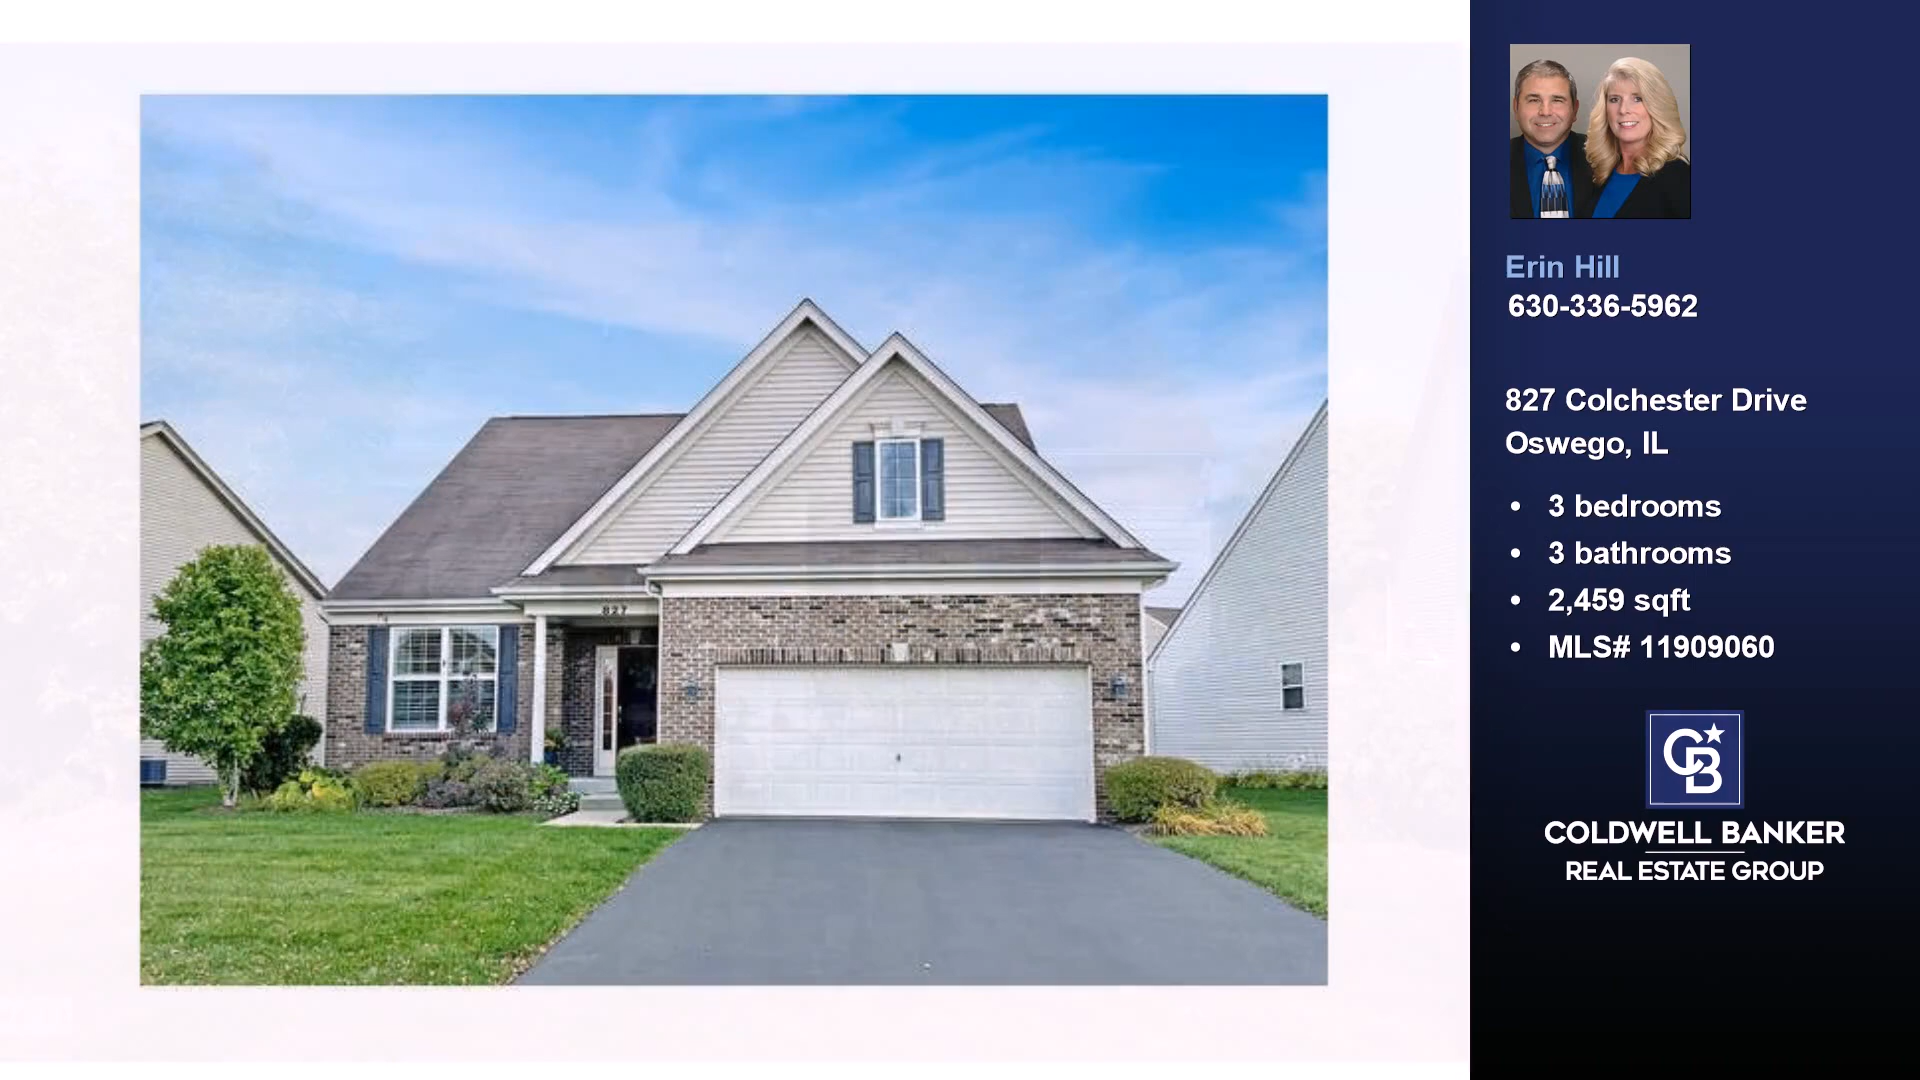 827
Erin Hill
630-336-5962
827 Colchester Drive
Oswego, IL
• 3 bedrooms
• 3 bathrooms
• 2,459 sqft
• MLS# 11909060
CB
COLDWELL BANKER
REAL ESTATE GROUP